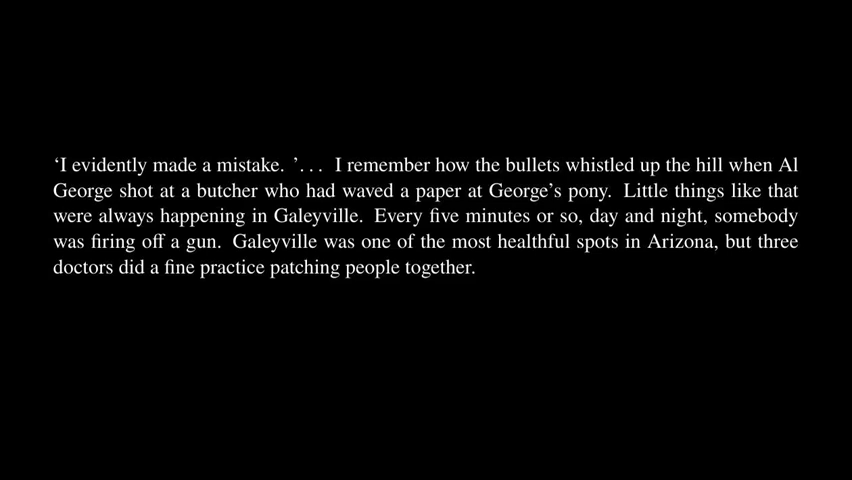 ‘I evidently made a mistake. ’... I remember how the bullets whistled up the hill when Al
George shot at a butcher who had waved a paper at George’s pony. Little things like that
were always happening in Galeyville. Every five minutes or so, day and night, somebody
was firing off a gun. Galeyville was one of the most healthful spots in Arizona, but three
doctors did a fine practice patching people together.